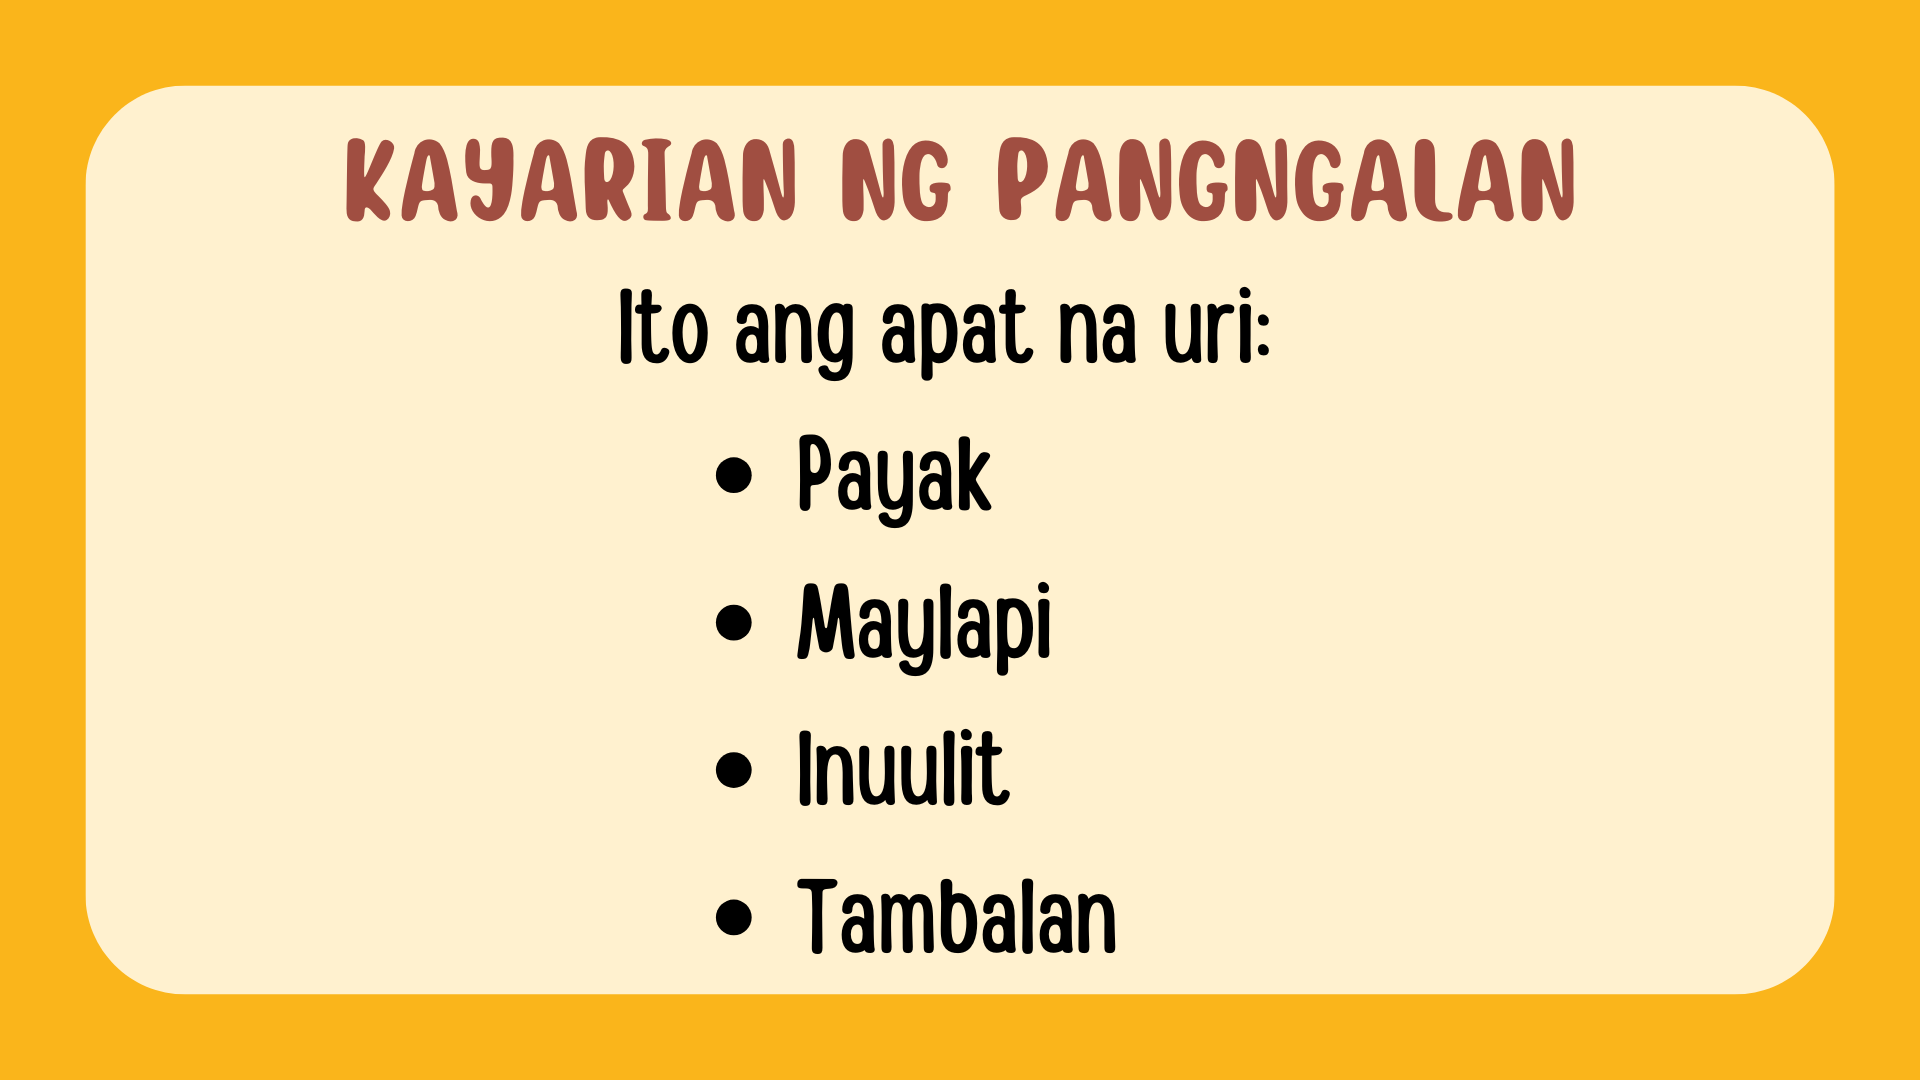 KAYARIAN NG PANGNGALAN
Ito ang apat na uri:
• Payak
• Maylapi
• Inuulit
• Tambalan